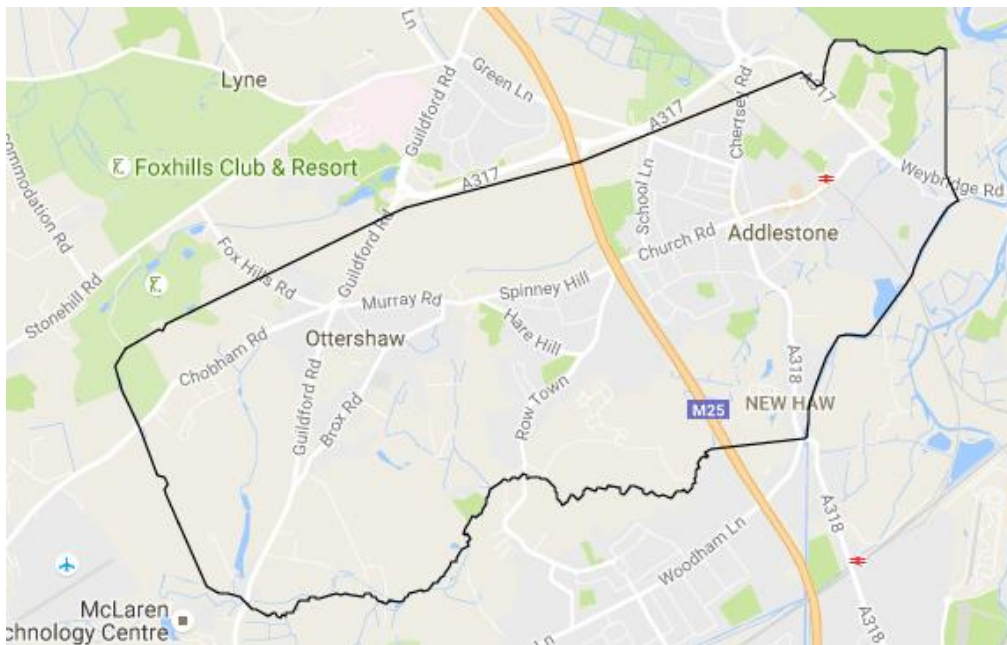 Ln
Green Ln
Lyne
Guildford Rd
A317
A317
Chertsey Rd
commodation Rd
Foxhills Club & Resort
A317
School Ln
Weybridge Rd
Fox Hills Rd
Guildford Rd
Church Rd
Addlestone
Stonehill Rd
Murray Rd
Spinney Hill
Ottershaw
Hare Hill
Chobham Rd
A318
Guildford Rd
Brox Rd
Row Town
M25
NEW HAW
A318
Woodham Ln
McLaren
chnology Centre
Ln
A318